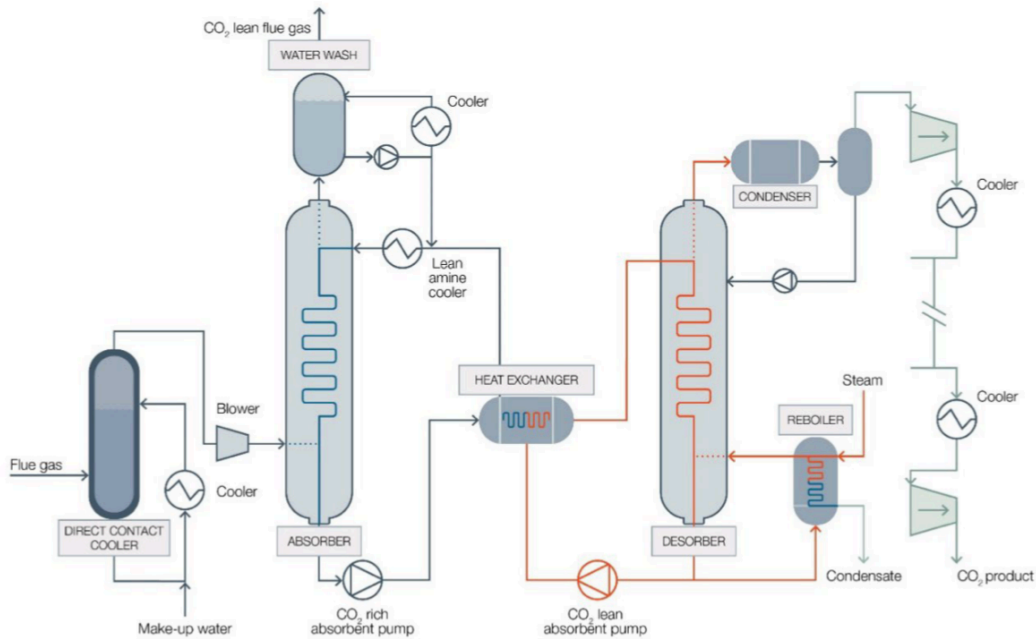 CO₂ lean flue gas
WATER WASH
Cooler
CONDENSER
Cooler
Lean
amine
cooler
HEAT EXCHANGER
Steam
Cooler
REBOILER
Blower
Flue gas
Cooler
DIRECT CONTACT
COOLER
ABSORBER
DESORBER
Condensate
CO₂ product
CO₂ rich
absorbent pump
CO₂ lean
absorbent pump
Make-up water